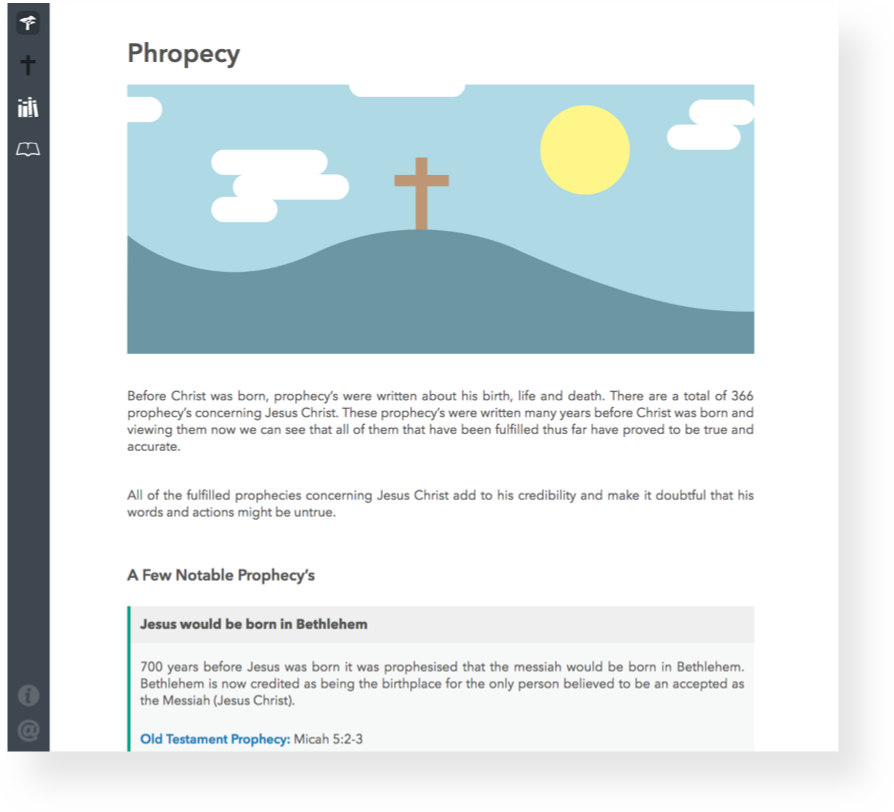 Phropecy
Before Christ was born, prophecy's were written about his birth, life and death. There are a total of 366
prophecy's concerning Jesus Christ. These prophecy's were written many years before Christ was born and
viewing them now we can see that all of them that have been fulfilled thus far have proved to be true and
accurate.
All of the fulfilled prophecies concerning Jesus Christ add to his credibility and make it doubtful that his
words and actions might be untrue.
A Few Notable Prophecy's
Jesus would be born in Bethlehem
700 years before Jesus was born it was prophesised that the messiah would be born in Bethlehem.
Bethlehem is now credited as being the birthplace for the only person believed to be an accepted as
the Messiah (Jesus Christ).
Old Testament Prophecy: Micah 5:2-3